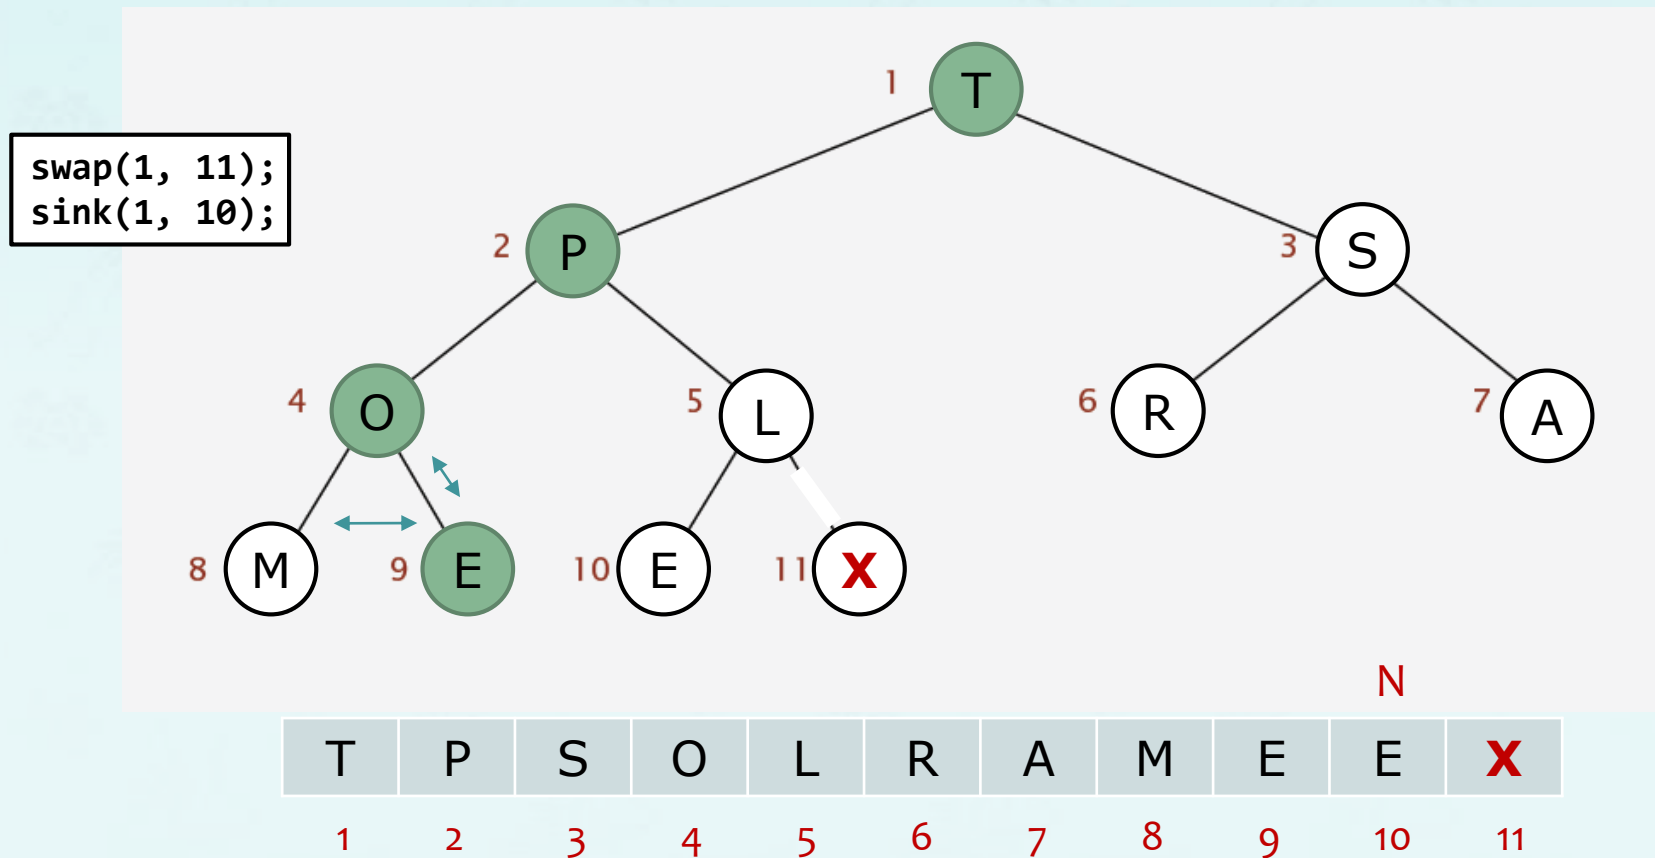 1 T
swap(1, 11);
sink(1, 10);
2 P 3 S
4 O 5 L 6 R 7 A
8 M 9 E 10 E 11 X
N
T P S O L R A M E E X
1 2 3 4 5 6 7 8 9 10 11